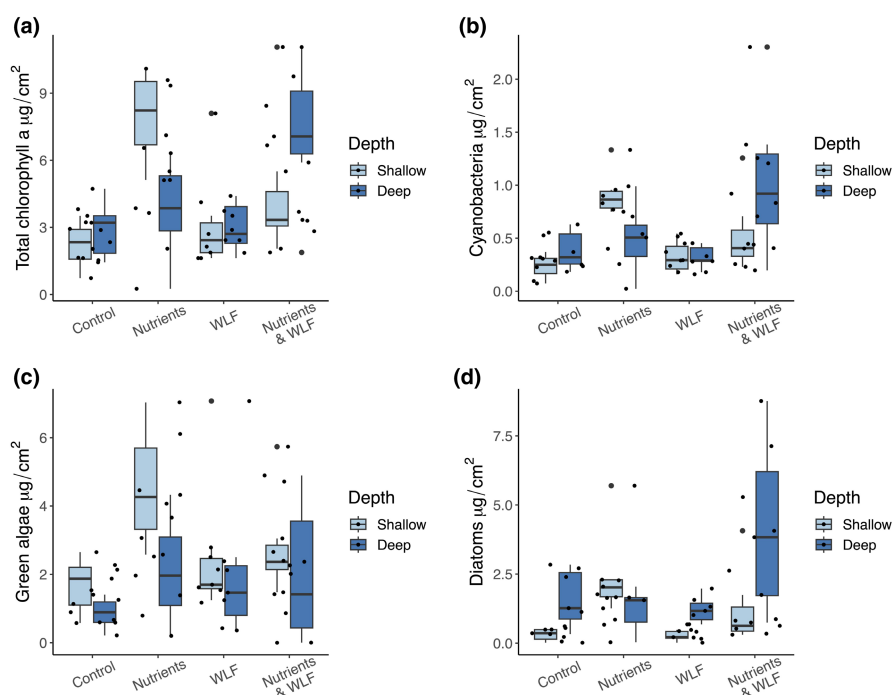 (a)
Total chlorophyll a µg/cm²
9
6
3
0
Control
Nutrients
WLF
Nutrients
& WLF
Depth
Shallow
Deep
(b)
Cyanobacteria µg/cm²
2.0
1.5
1.0
0.5
0.0
Control
Nutrients
WLF
Nutrients
& WLF
Depth
Shallow
Deep
(c)
Green algae µg/cm²
6
4
2
0
Control
Nutrients
WLF
Nutrients
& WLF
Depth
Shallow
Deep
(d)
Diatoms µg/cm²
7.5
5.0
2.5
0.0
Control
Nutrients
WLF
Nutrients
& WLF
Depth
Shallow
Deep